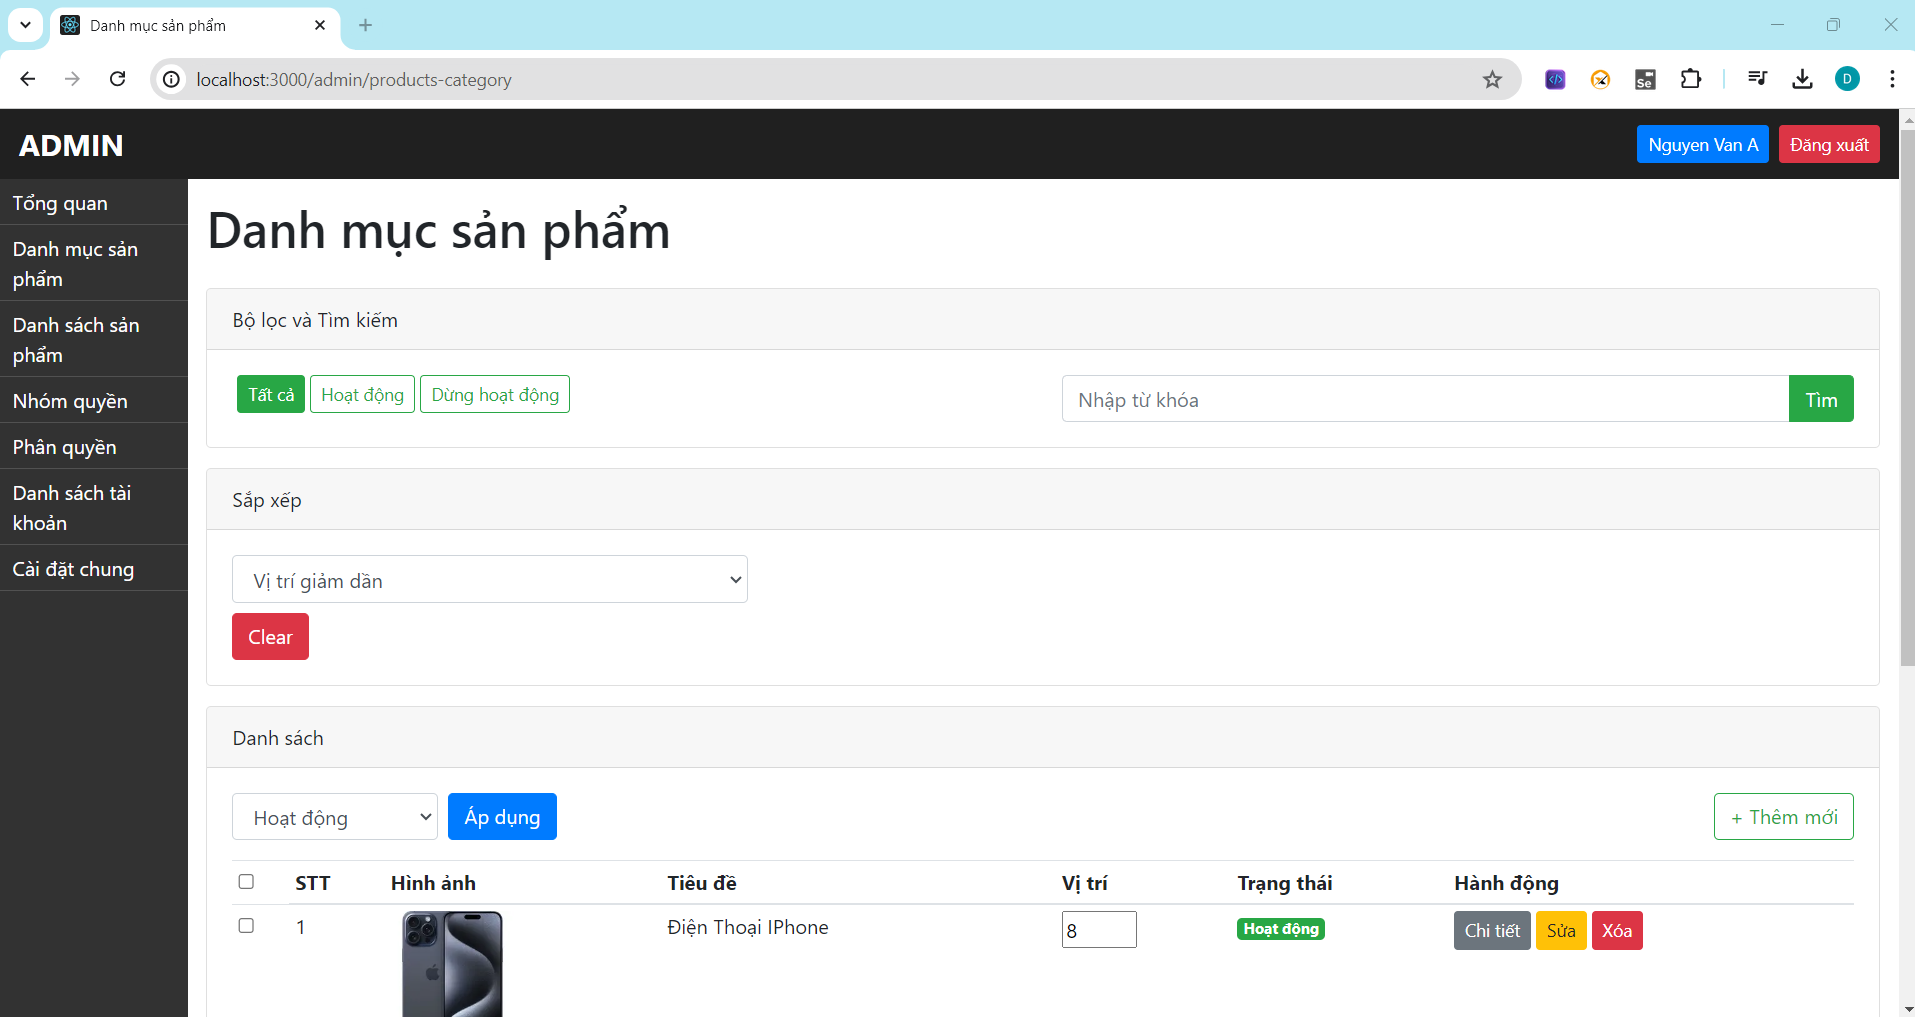 Danh mục sản phẩm
localhost:3000/admin/products-category
Se
D
ADMIN
Nguyen Van A
Đăng xuất
Tổng quan
Danh mục sản
phẩm
Danh sách sản
phẩm
Nhóm quyền
Phân quyền
Danh sách tài
khoản
Cài đặt chung
Danh mục sản phẩm
Bộ lọc và Tìm kiếm
Tất cả Hoạt động Dừng hoạt động
Nhập từ khóa Tìm
Sắp xếp
Vị trí giảm dần
Clear
Danh sách
Hoạt động Áp dụng + Thêm mới
STT Hình ảnh Tiêu đề Vị trí Trạng thái Hành động
1 Điện Thoại IPhone 8 Hoạt động Chi tiết Sửa Xóa